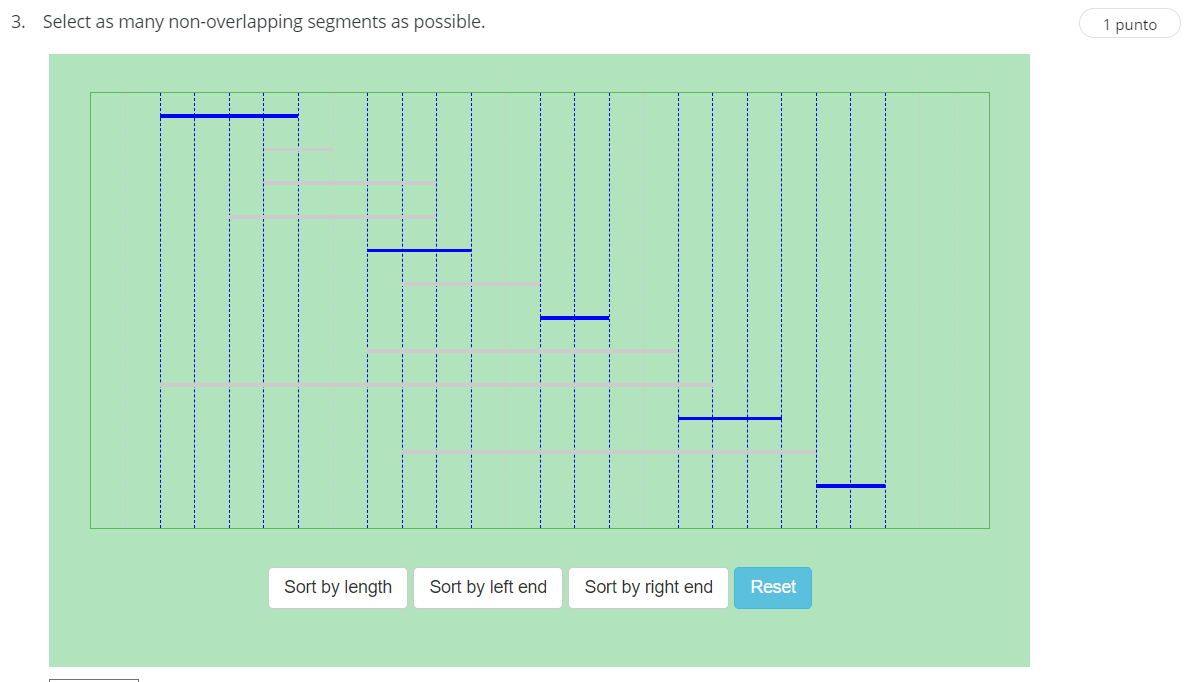 3. Select as many non-overlapping segments as possible.
1 punto
Sort by length
Sort by left end
Sort by right end
Reset